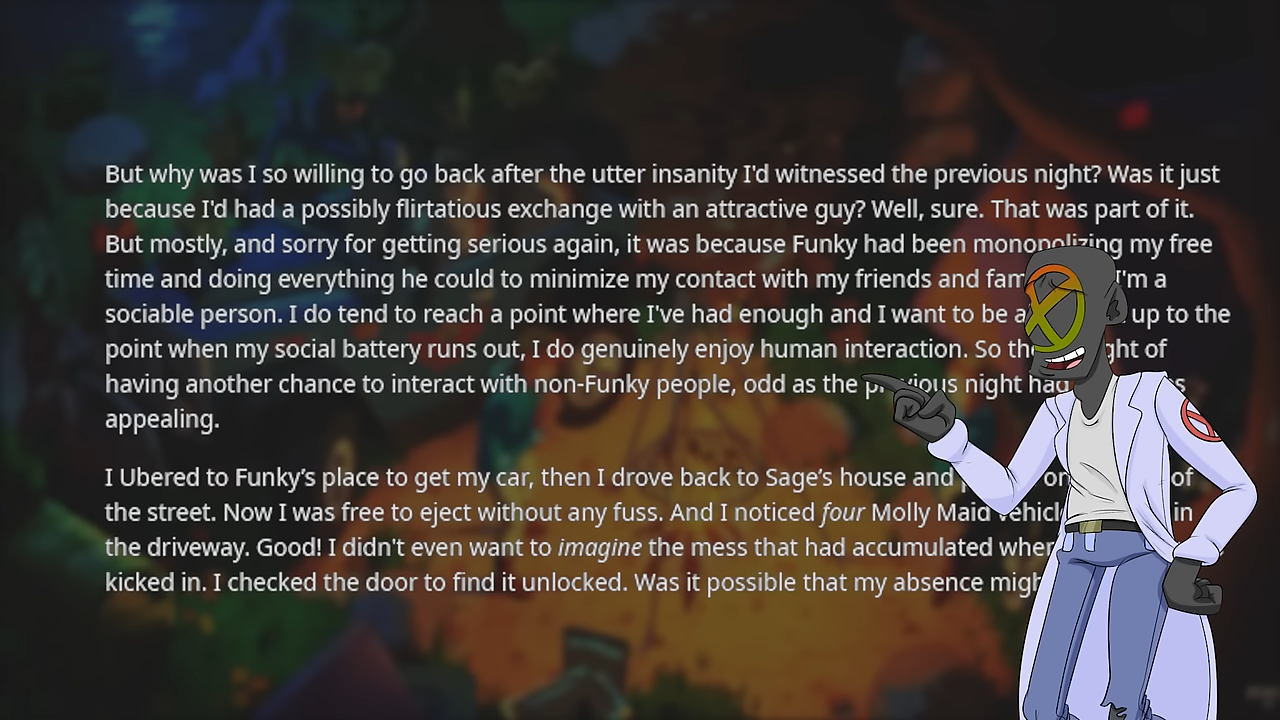 But why was I so willing to go back after the utter insanity I'd witnessed the previous night? Was it just
because I'd had a possibly flirtatious exchange with an attractive guy? Well, sure. That was part of it.
But mostly, and sorry for getting serious again, it was because Funky had been monopolizing my free
time and doing everything he could to minimize my contact with my friends and I'm a
sociable person. I do tend to reach a point where I've had enough and I want to be up to the
point when my social battery runs out, I do genuinely enjoy human interaction. So of
having another chance to interact with non-Funky people, odd as the previous night had
appealing.
I Ubered to Funky's place to get my car, then I drove back to Sage's house and of
the street. Now I was free to eject without any fuss. And I noticed four Molly Maid in
the driveway. Good! I didn't even want to imagine the mess that had accumulated
kicked in. I checked the door to find it unlocked. Was it possible that my absence